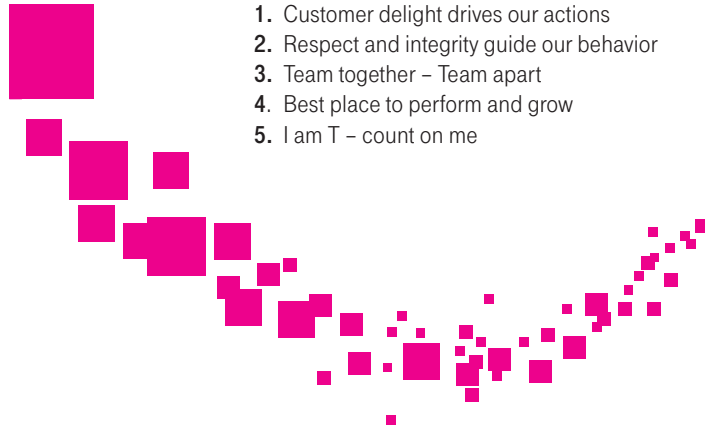 1. Customer delight drives our actions
2. Respect and integrity guide our behavior
3. Team together – Team apart
4. Best place to perform and grow
5. I am T – count on me